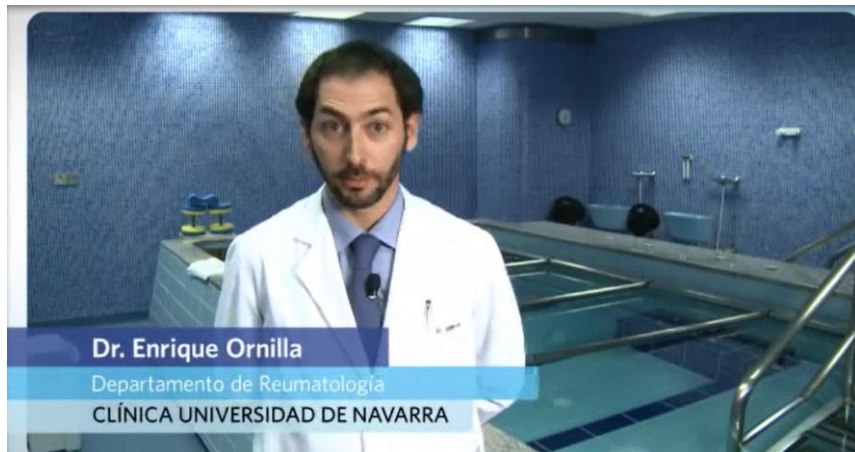 Dr. Enrique Ornilla
Departamento de Reumatología
CLÍNICA UNIVERSIDAD DE NAVARRA